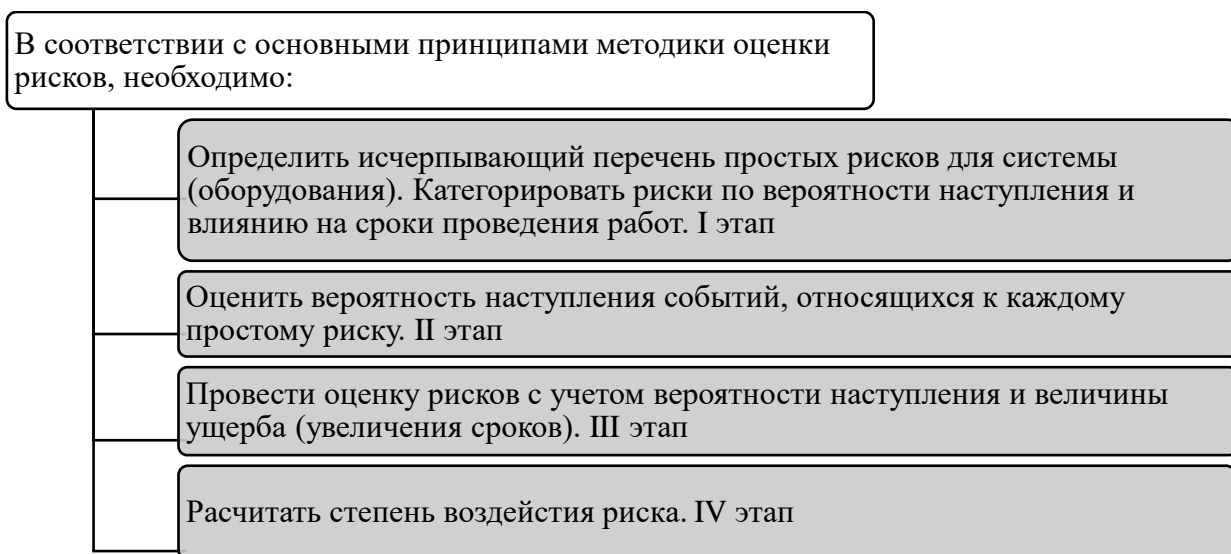 В соответствии с основными принципами методики оценки
рисков, необходимо:
Определить исчерпывающий перечень простых рисков для системы
(оборудования). Категорировать риски по вероятности наступления и
влиянию на сроки проведения работ. I этап
Оценить вероятность наступления событий, относящихся к каждому
простому риску. II этап
Провести оценку рисков с учетом вероятности наступления и величины
ущерба (увеличения сроков). III этап
Расчитать степень воздейстия риска. IV этап